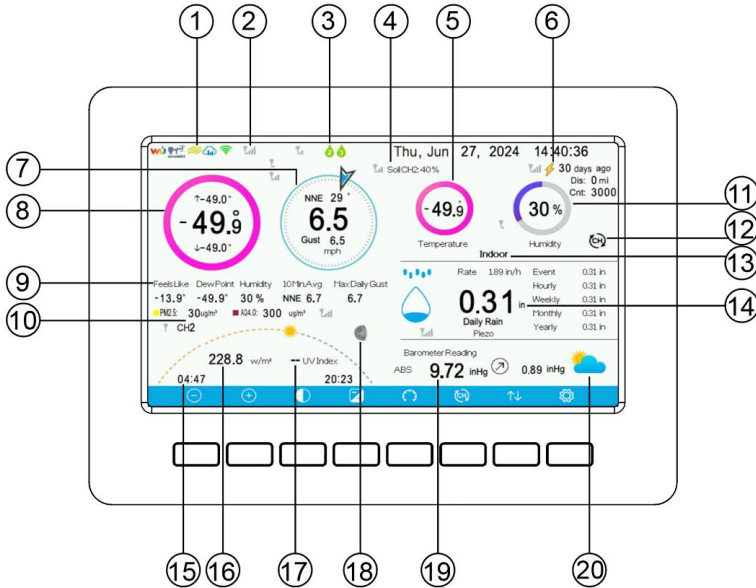 1 2 3 4 5 6
Thu, Jun 27, 2024 14:40:36
2 3
Soil CH2: 40%
30 days ago
Dis: 0 mi
Cnt: 3000
7
8
↑-49.0°
-49.9°
↓-49.0°
NNE 29°
6.5
Gust 6.5
mph
-49.9°
Temperature
30 %
Humidity
CH
Indoor
11
12
13
14
9
10
Feels Like Dew Point Humidity 10 Min.Avg Max Daily Gust
-13.9° -49.9° 30 % NNE 6.7 6.7
PM2.5: 30 ug/m³ AQ4.0: 300 ug/m³
CH2
Rate 1.89 in/h
0.31 in
Daily Rain
Piezo
Event 0.31 in
Hourly 0.31 in
Weekly 0.31 in
Monthly 0.31 in
Yearly 0.31 in
228.8 w/m² -- UV Index
04:47 20:23
Barometer Reading
ABS 9.72 inHg 0.89 inHg
CH
15 16 17 18 19 20